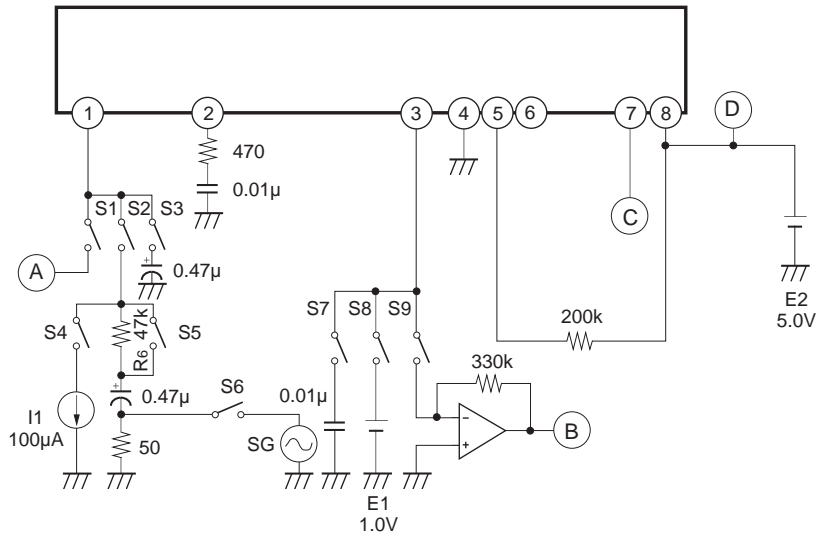 1 2 3 4 5 6 7 8
470
0.01µ
D
C
S1 S2 S3
A
0.47µ
S4
R6 47k
S5
0.47µ
S6
I1
100µA
50
SG
S7 S8 S9
0.01µ
E1
1.0V
330k
−
+
B
200k
E2
5.0V
+
+